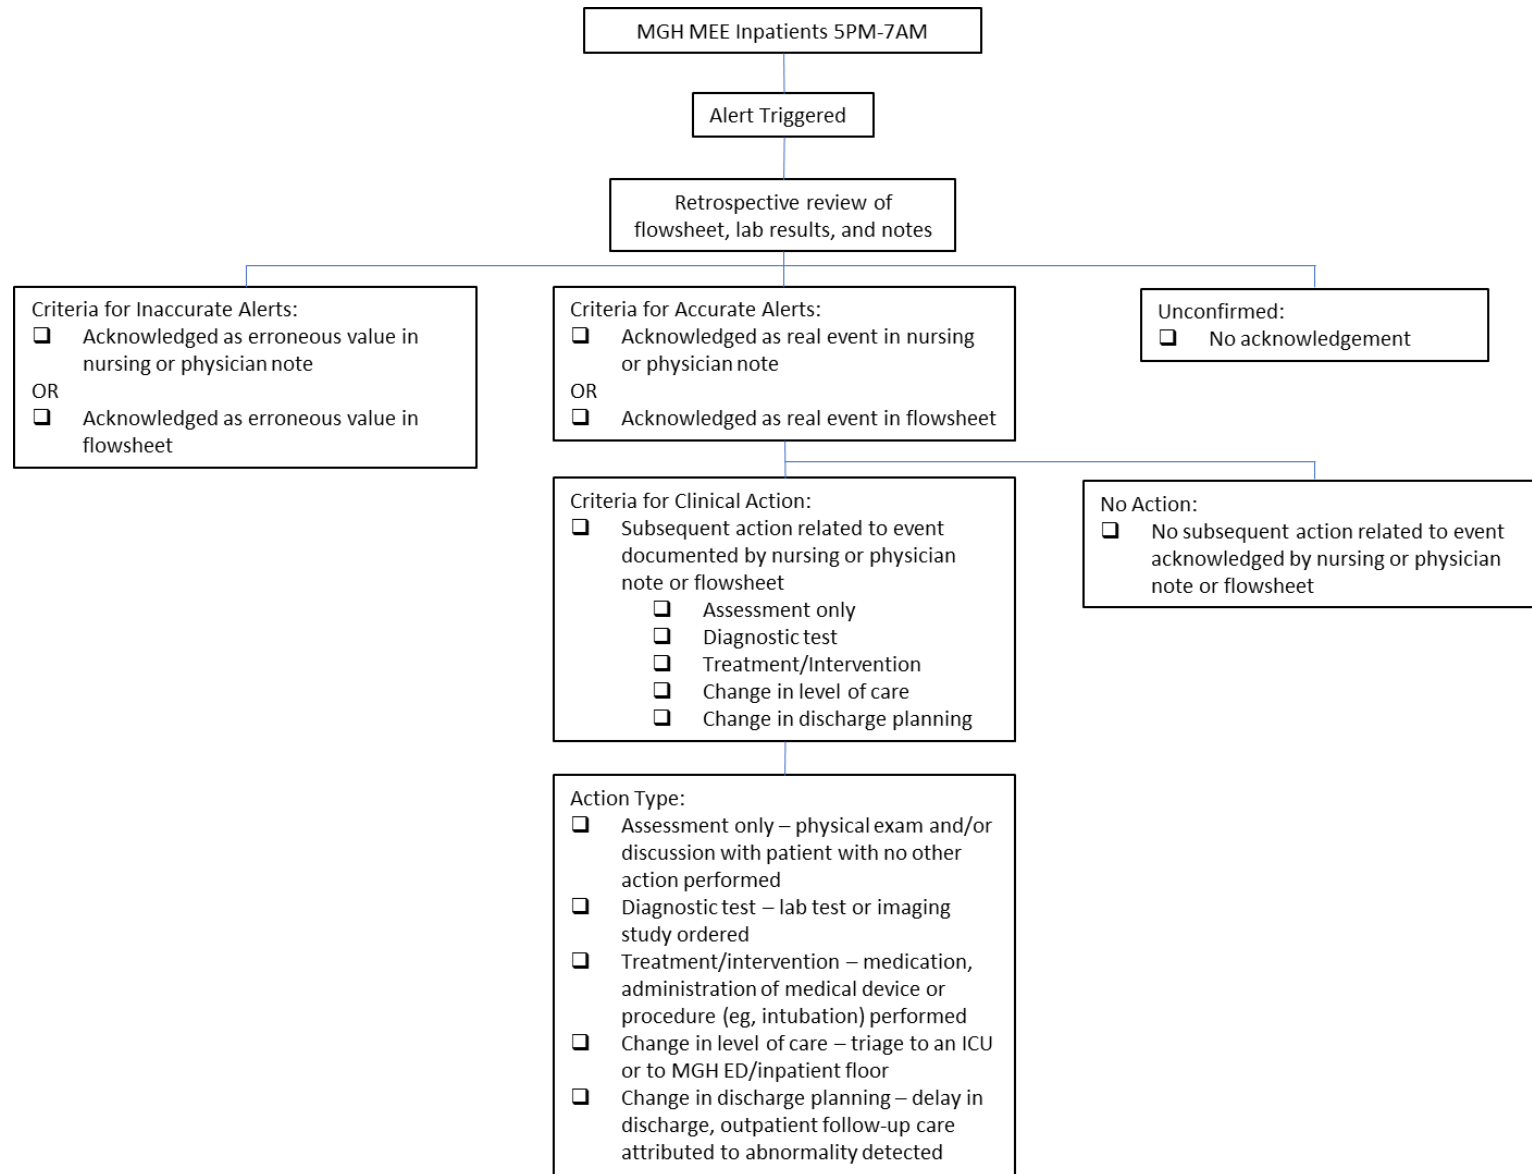 MGH MEE Inpatients 5PM-7AM
Alert Triggered
Retrospective review of
flowsheet, lab results, and notes
Criteria for Inaccurate Alerts:
Acknowledged as erroneous value in
nursing or physician note
OR
Acknowledged as erroneous value in
flowsheet
Criteria for Accurate Alerts:
Acknowledged as real event in nursing
or physician note
OR
Acknowledged as real event in flowsheet
Unconfirmed:
No acknowledgement
Criteria for Clinical Action:
Subsequent action related to event
documented by nursing or physician
note or flowsheet
Assessment only
Diagnostic test
Treatment/Intervention
Change in level of care
Change in discharge planning
No Action:
No subsequent action related to event
acknowledged by nursing or physician
note or flowsheet
Action Type:
Assessment only – physical exam and/or
discussion with patient with no other
action performed
Diagnostic test – lab test or imaging
study ordered
Treatment/intervention – medication,
administration of medical device or
procedure (eg, intubation) performed
Change in level of care – triage to an ICU
or to MGH ED/inpatient floor
Change in discharge planning – delay in
discharge, outpatient follow-up care
attributed to abnormality detected